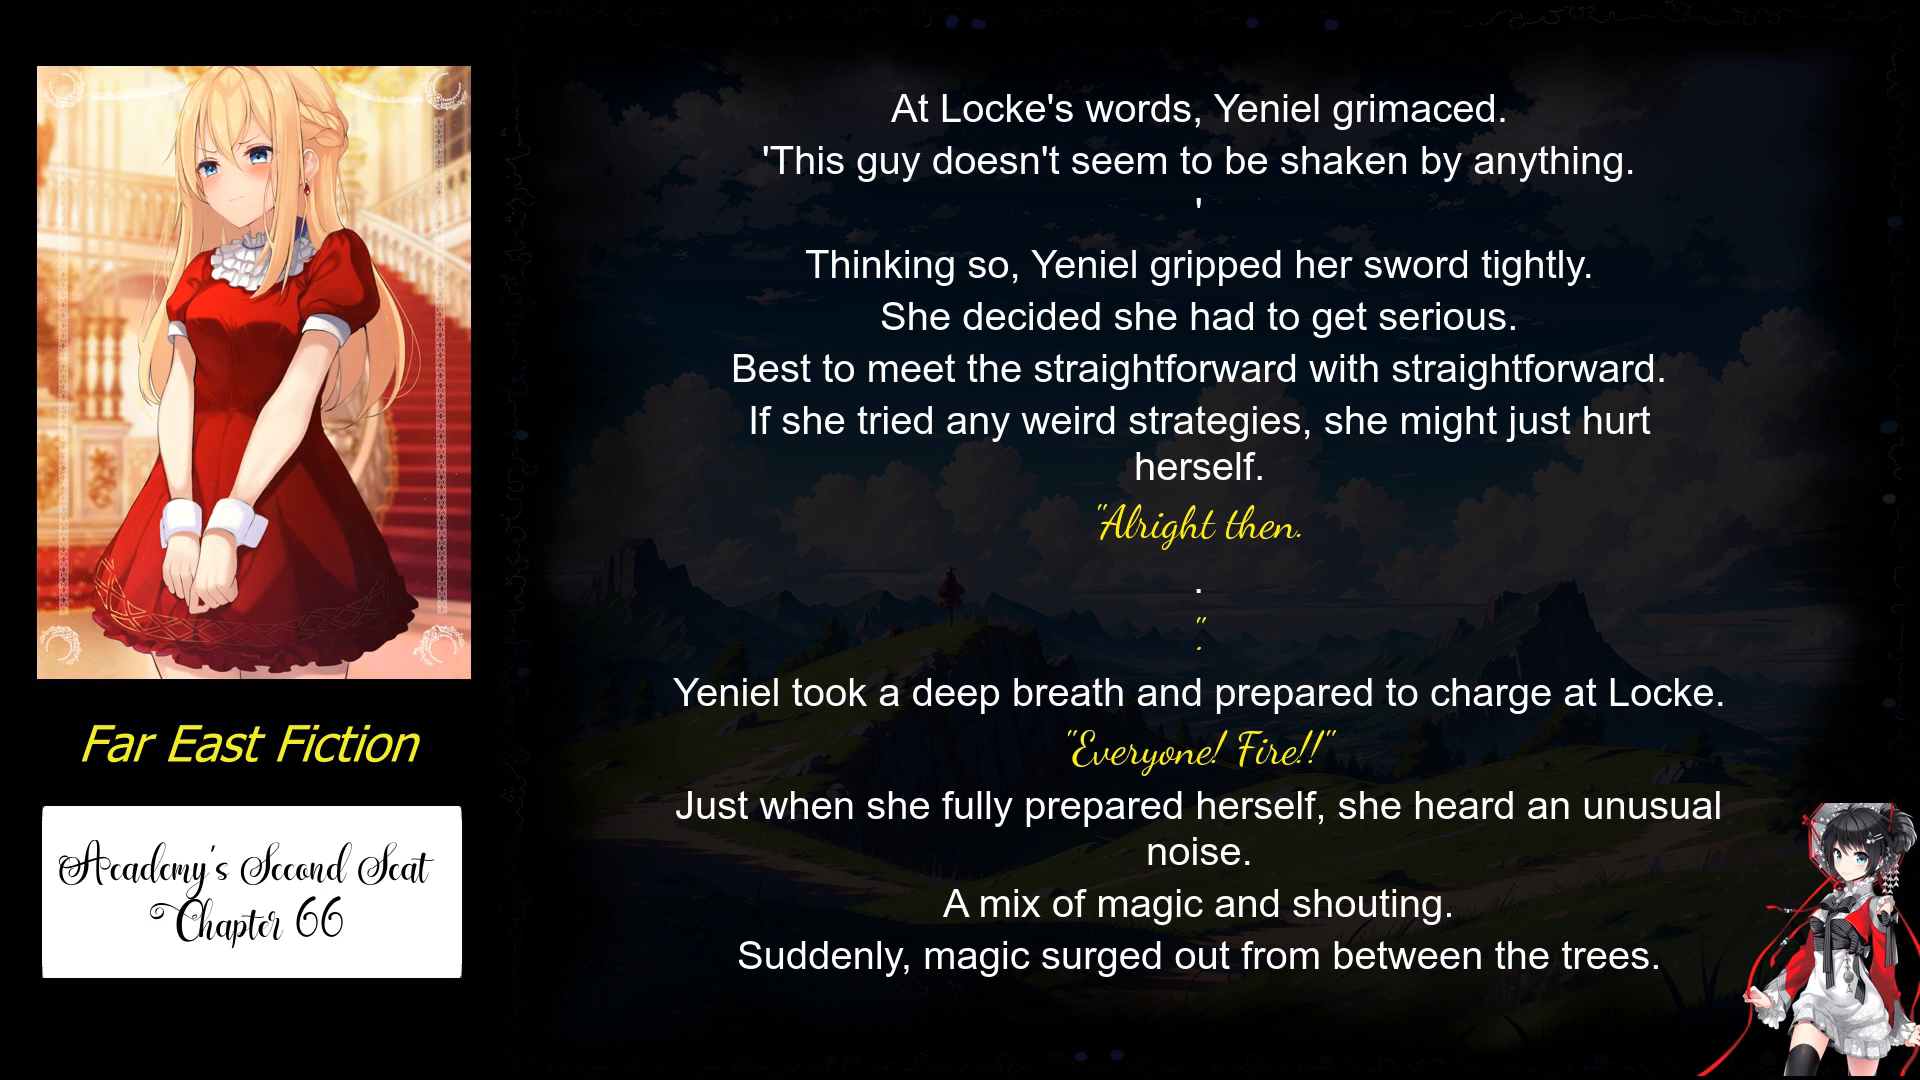 At Locke's words, Yeniel grimaced.
'This guy doesn't seem to be shaken by anything.
'
Thinking so, Yeniel gripped her sword tightly.
She decided she had to get serious.
Best to meet the straightforward with straightforward.
If she tried any weird strategies, she might just hurt
herself.
"Alright then.
.
."
Yeniel took a deep breath and prepared to charge at Locke.
"Everyone! Fire!!"
Just when she fully prepared herself, she heard an unusual
noise.
A mix of magic and shouting.
Suddenly, magic surged out from between the trees.
Far East Fiction
Academy's Second Seat
Chapter 66